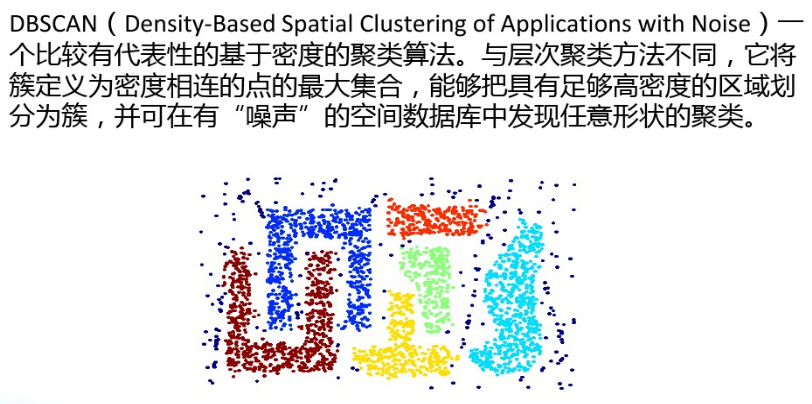 DBSCAN（Density-Based Spatial Clustering of Applications with Noise）一
个比较有代表性的基于密度的聚类算法。与层次聚类方法不同，它将
簇定义为密度相连的点的最大集合，能够把具有足够高密度的区域划
分为簇，并可在有“噪声”的空间数据库中发现任意形状的聚类。